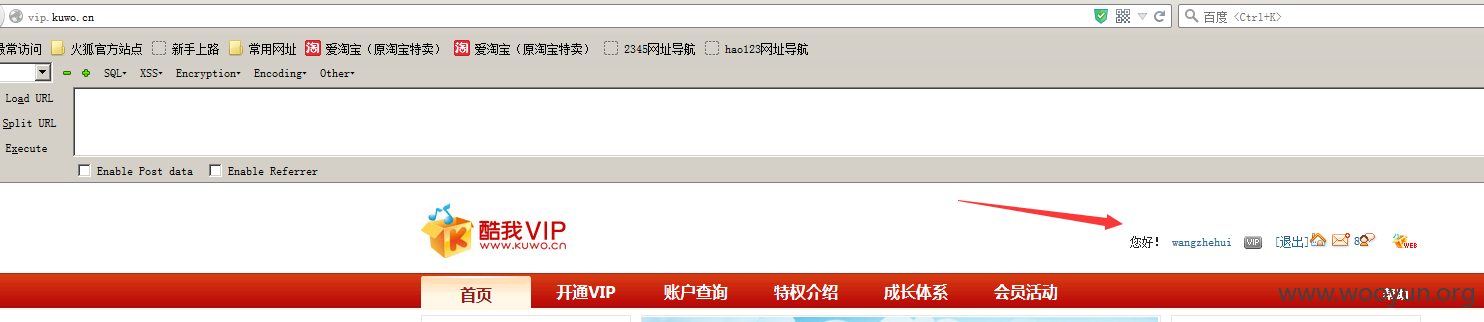 vip.kuwo.cn 百度 <Ctrl+K>
最常访问 火狐官方站点 新手上路 常用网址 爱淘宝（原淘宝特卖） 爱淘宝（原淘宝特卖） 2345网址导航 hao123网址导航
SQL▾ XSS▾ Encryption▾ Encoding▾ Other▾
Load URL
Split URL
Execute
Enable Post data Enable Referrer
酷我VIP
www.kuwo.cn
您好！ wangzhehui VIP [退出] 8 WEB
首页 开通VIP 账户查询 特权介绍 成长体系 会员活动
www.wooyun.org